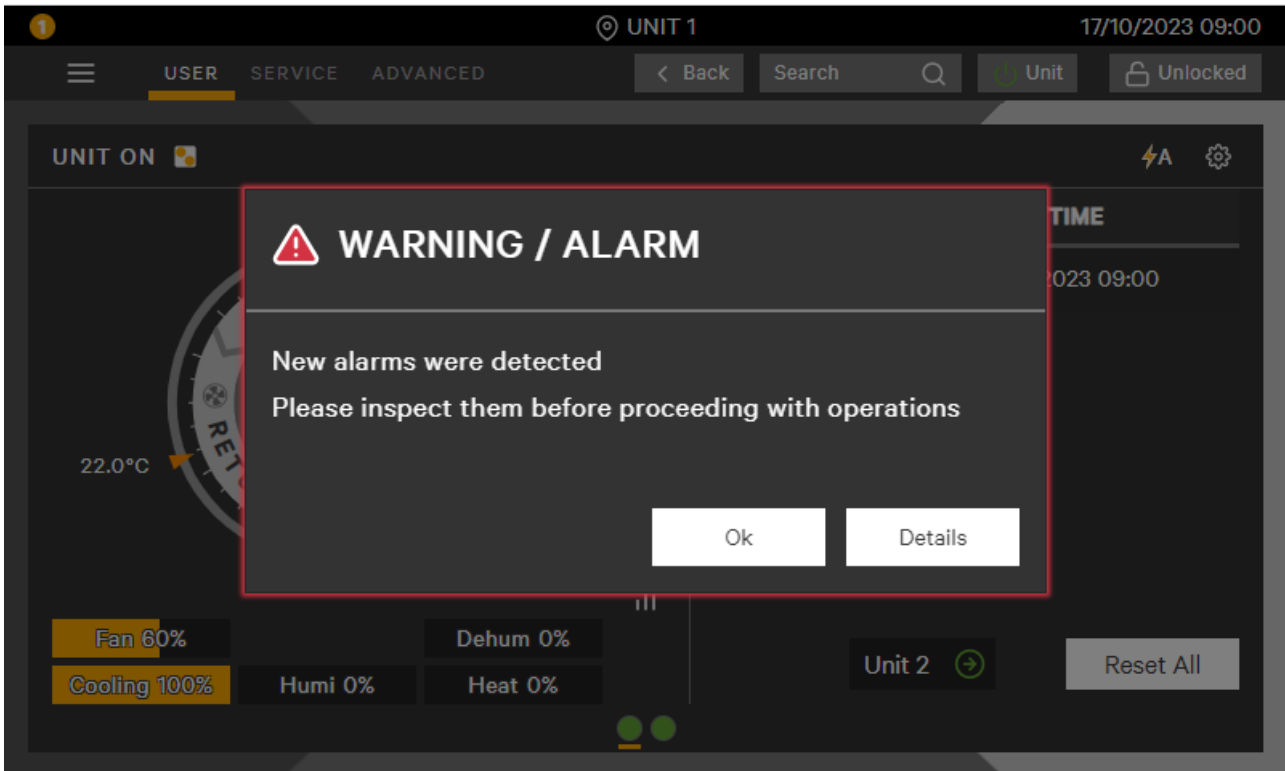 1
UNIT 1
17/10/2023 09:00
USER
SERVICE
ADVANCED
Back
Search
Unit
Unlocked
UNIT ON
A
TIME
WARNING / ALARM
023 09:00
New alarms were detected
Please inspect them before proceeding with operations
22.0°C
Ok
Details
Fan 60%
Dehum 0%
Cooling 100%
Humi 0%
Heat 0%
Unit 2
Reset All